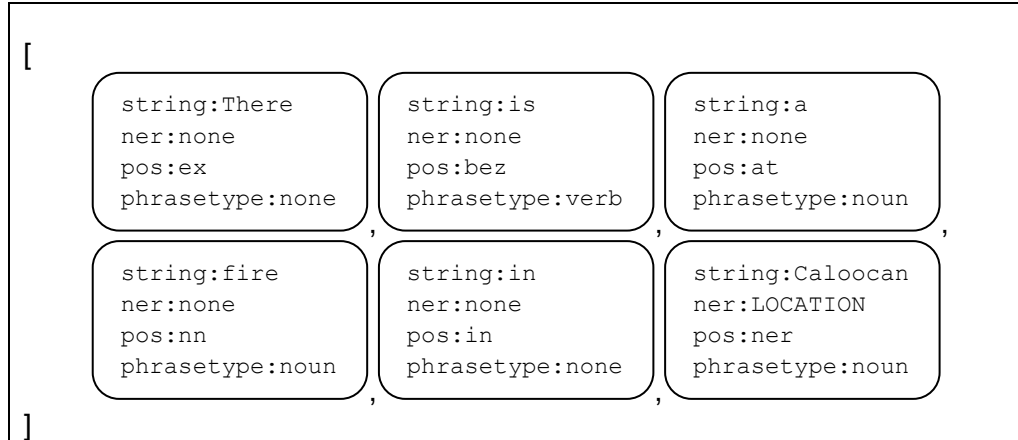 [
string:There
ner:none
pos:ex
phrasetype:none
,
string:is
ner:none
pos:bez
phrasetype:verb
,
string:a
ner:none
pos:at
phrasetype:noun
,
string:fire
ner:none
pos:nn
phrasetype:noun
,
string:in
ner:none
pos:in
phrasetype:none
,
string:Caloocan
ner:LOCATION
pos:ner
phrasetype:noun
]